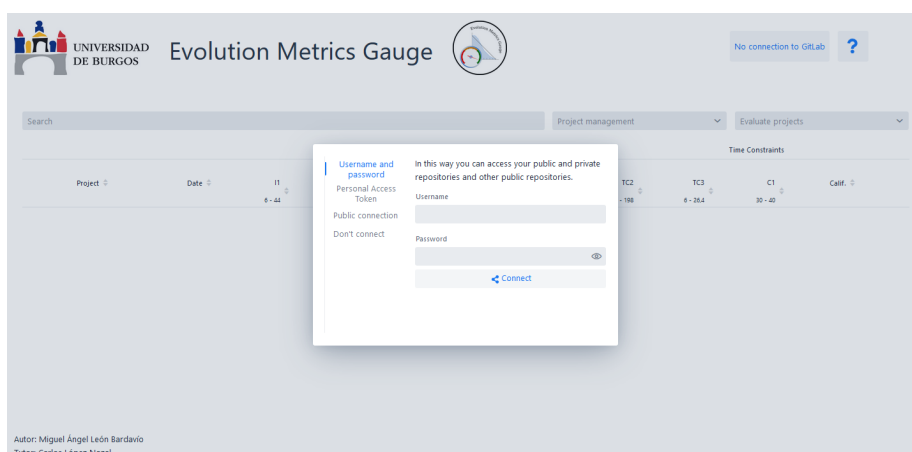 UNIVERSIDAD
DE BURGOS
Evolution Metrics Gauge
No connection to GitLab
?
Search
Project management
Evaluate projects
Time Constraints
Project
Date
I1
6 - 44
TC2
- 198
TC3
6 - 26,4
C1
30 - 40
Calif.
Username and
password
Personal Access
Token
Public connection
Don't connect
In this way you can access your public and private
repositories and other public repositories.
Username
Password
Connect
Autor: Miguel Ángel León Bardavío